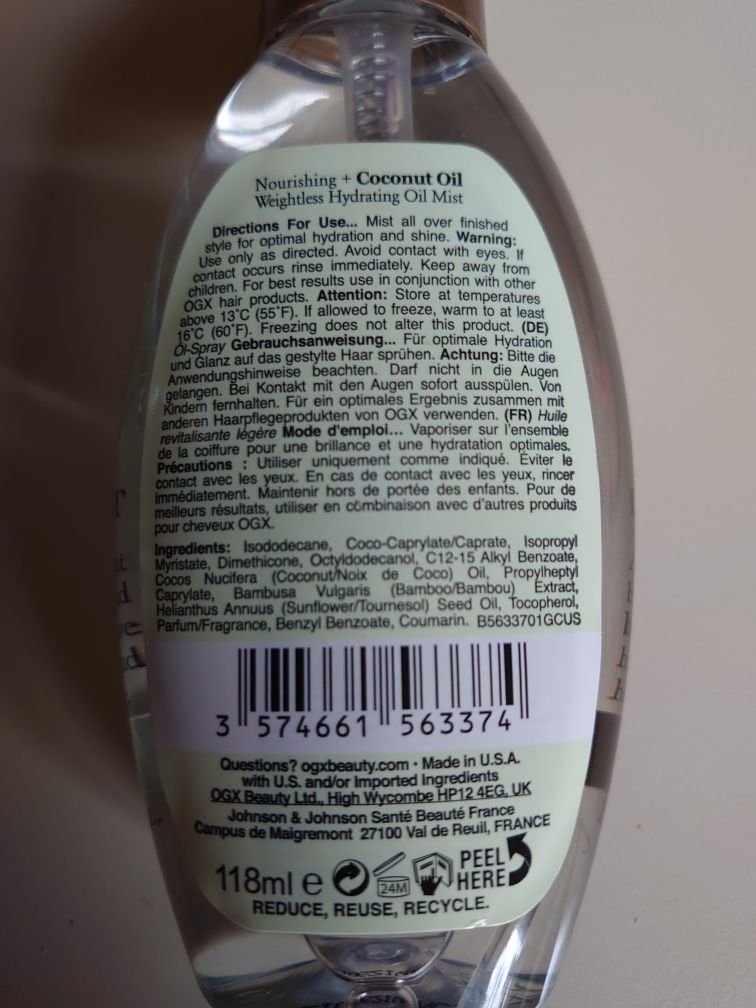 Nourishing + Coconut Oil
Weightless Hydrating Oil Mist
Directions For Use... Mist all over finished
style for optimal hydration and shine. Warning:
Use only as directed. Avoid contact with eyes. If
contact occurs rinse immediately. Keep away from
children. For best results use in conjunction with other
OGX hair products. Attention: Store at temperatures
above 13°C (55°F). If allowed to freeze, warm to at least
16°C (60°F). Freezing does not alter this product. (DE)
Öl-Spray Gebrauchsanweisung... Für optimale Hydration
und Glanz auf das gestylte Haar sprühen. Achtung: Bitte die
Anwendungshinweise beachten. Darf nicht in die Augen
gelangen. Bei Kontakt mit den Augen sofort ausspülen. Von
Kindern fernhalten. Für ein optimales Ergebnis zusammen mit
anderen Haarpflegeprodukten von OGX verwenden. (FR) Huile
revitalisante légère Mode d'emploi... Vaporiser sur l'ensemble
de la coiffure pour une brillance et une hydratation optimales.
Précautions : Utiliser uniquement comme indiqué. Éviter le
contact avec les yeux. En cas de contact avec les yeux, rincer
immédiatement. Maintenir hors de portée des enfants. Pour de
meilleurs résultats, utiliser en combinaison avec d'autres produits
pour cheveux OGX.
Ingredients: Isododecane, Coco-Caprylate/Caprate, Isopropyl
Myristate, Dimethicone, Octyldodecanol, C12-15 Alkyl Benzoate,
Cocos Nucifera (Coconut/Noix de Coco) Oil, Propylheptyl
Caprylate, Bambusa Vulgaris (Bamboo/Bambou) Extract,
Helianthus Annuus (Sunflower/Tournesol) Seed Oil, Tocopherol,
Parfum/Fragrance, Benzyl Benzoate, Coumarin. B5633701GCUS
3 574661 563374
Questions? ogxbeauty.com • Made in U.S.A.
with U.S. and/or Imported Ingredients
OGX Beauty Ltd., High Wycombe HP12 4EG, UK
Johnson & Johnson Santé Beauté France
Campus de Maigremont 27100 Val de Reuil, FRANCE
118ml e 24M PEEL
HERE
REDUCE, REUSE, RECYCLE.